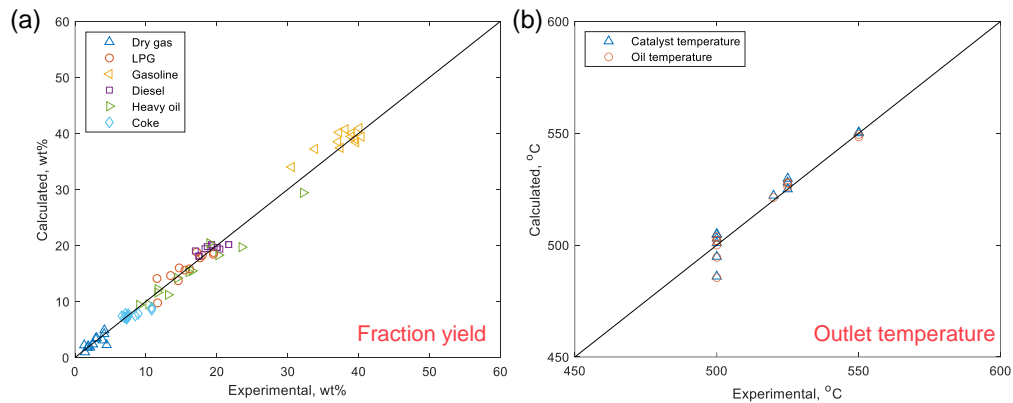 (a)
60
50
40
30
20
10
0
Calculated, wt%
Dry gas
LPG
Gasoline
Diesel
Heavy oil
Coke
Fraction yield
0 10 20 30 40 50 60
Experimental, wt%
(b)
600
550
500
450
Calculated, °C
Catalyst temperature
Oil temperature
Outlet temperature
450 500 550 600
Experimental, °C